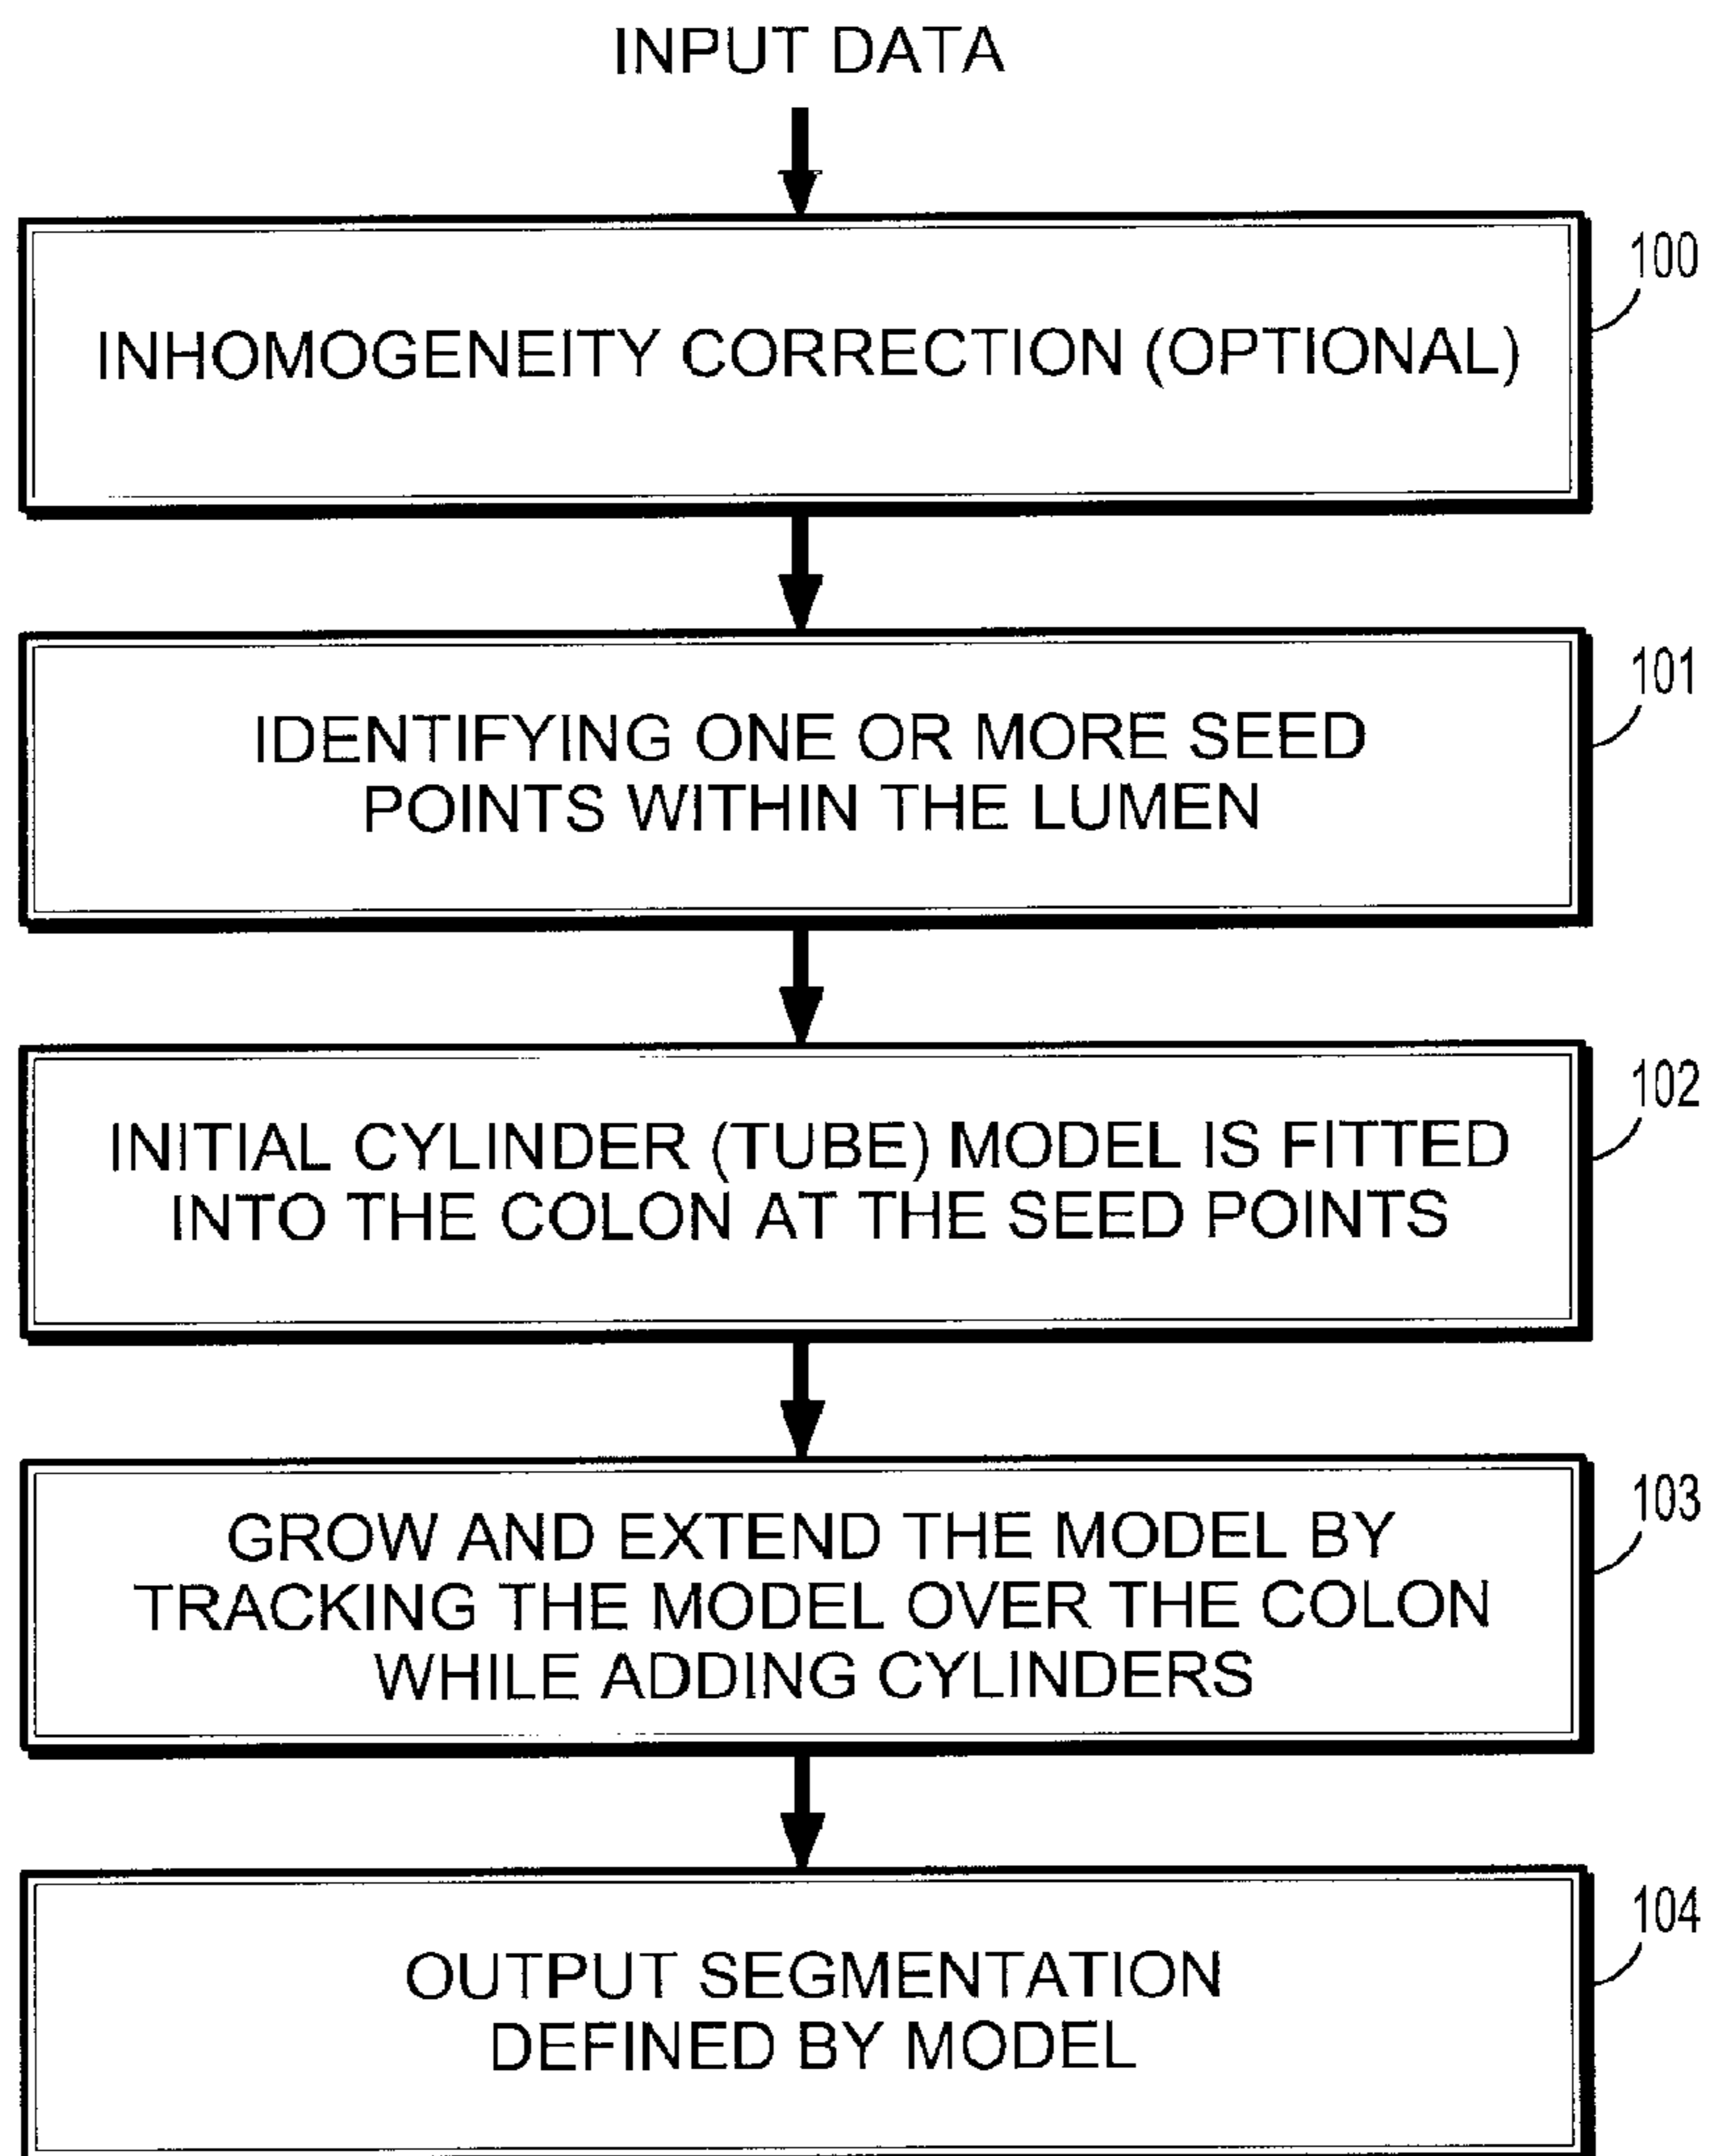 INPUT DATA
100
INHOMOGENEITY CORRECTION (OPTIONAL)
101
IDENTIFYING ONE OR MORE SEED
POINTS WITHIN THE LUMEN
102
INITIAL CYLINDER (TUBE) MODEL IS FITTED
INTO THE COLON AT THE SEED POINTS
103
GROW AND EXTEND THE MODEL BY
TRACKING THE MODEL OVER THE COLON
WHILE ADDING CYLINDERS
104
OUTPUT SEGMENTATION
DEFINED BY MODEL